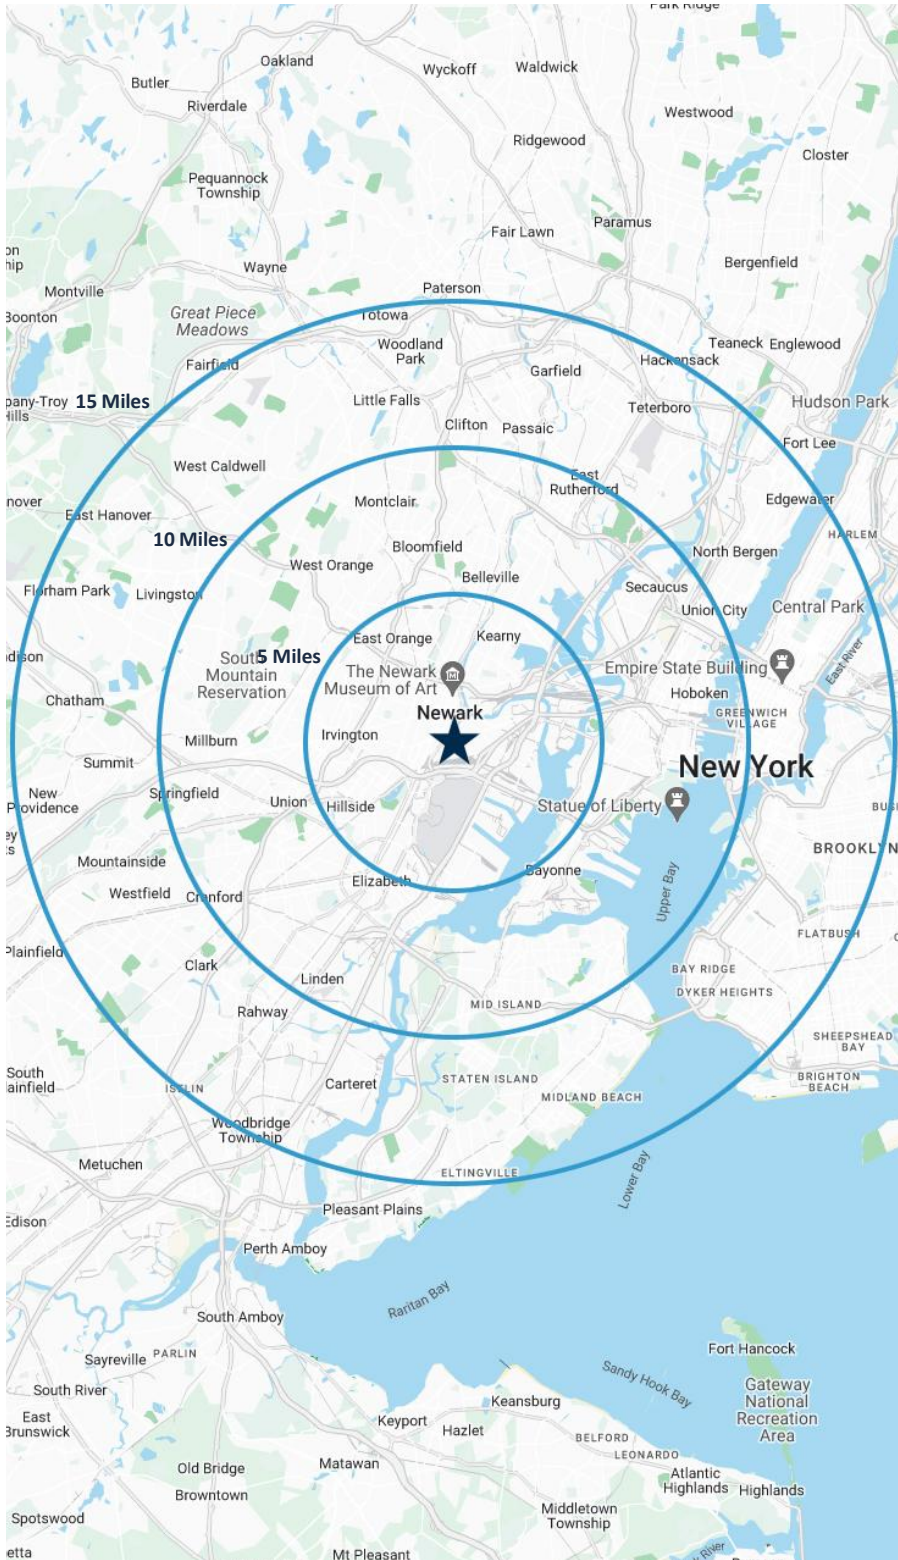 Park Ridge
Oakland
Wyckoff
Waldwick
Butler
Riverdale
Westwood
Ridgewood
Closter
Pequannock
Township
Paramus
Fair Lawn
Bergenfield
Wayne
Montville
Paterson
Boonton
Great Piece
Meadows
Totowa
Woodland
Park
Teaneck
Englewood
Hackensack
Fairfield
Garfield
15 Miles
Little Falls
Teterboro
Hudson Park
Hills
Clifton
Passaic
Fort Lee
West Caldwell
East
Rutherford
Edgewater
Montclair
East Hanover
HARLEM
10 Miles
Bloomfield
North Bergen
West Orange
Belleville
Secaucus
Florham Park
Livingston
Union City
Central Park
East Orange
Kearny
5 Miles
South
Mountain
Reservation
The Newark
Museum of Art
Empire State Building
East River
Chatham
Hoboken
Newark
GREENWICH
VILLAGE
Irvington
Millburn
Summit
New York
New
Providence
Springfield
Union
Hillside
Statue of Liberty
BROOKLYN
Mountainside
Elizabeth
Bayonne
Westfield
Cranford
Upper Bay
FLATBUSH
Plainfield
Clark
BAY RIDGE
Linden
DYKER HEIGHTS
Rahway
MID ISLAND
SHEEPSHEAD
BAY
South
ainfield
ISELIN
Carteret
STATEN ISLAND
BRIGHTON
BEACH
MIDLAND BEACH
Woodbridge
Township
Metuchen
ELTINGVILLE
Lower Bay
Edison
Pleasant Plains
Perth Amboy
Raritan Bay
South Amboy
Sayreville
PARLIN
Fort Hancock
Sandy Hook Bay
South River
Gateway
National
Recreation
Area
East
Brunswick
Keansburg
Keyport
Hazlet
BELFORD
LEONARDO
Matawan
Old Bridge
Atlantic
Highlands
Highlands
Browntown
Middletown
Township
Spotswood
etta
Mt Pleasant
River